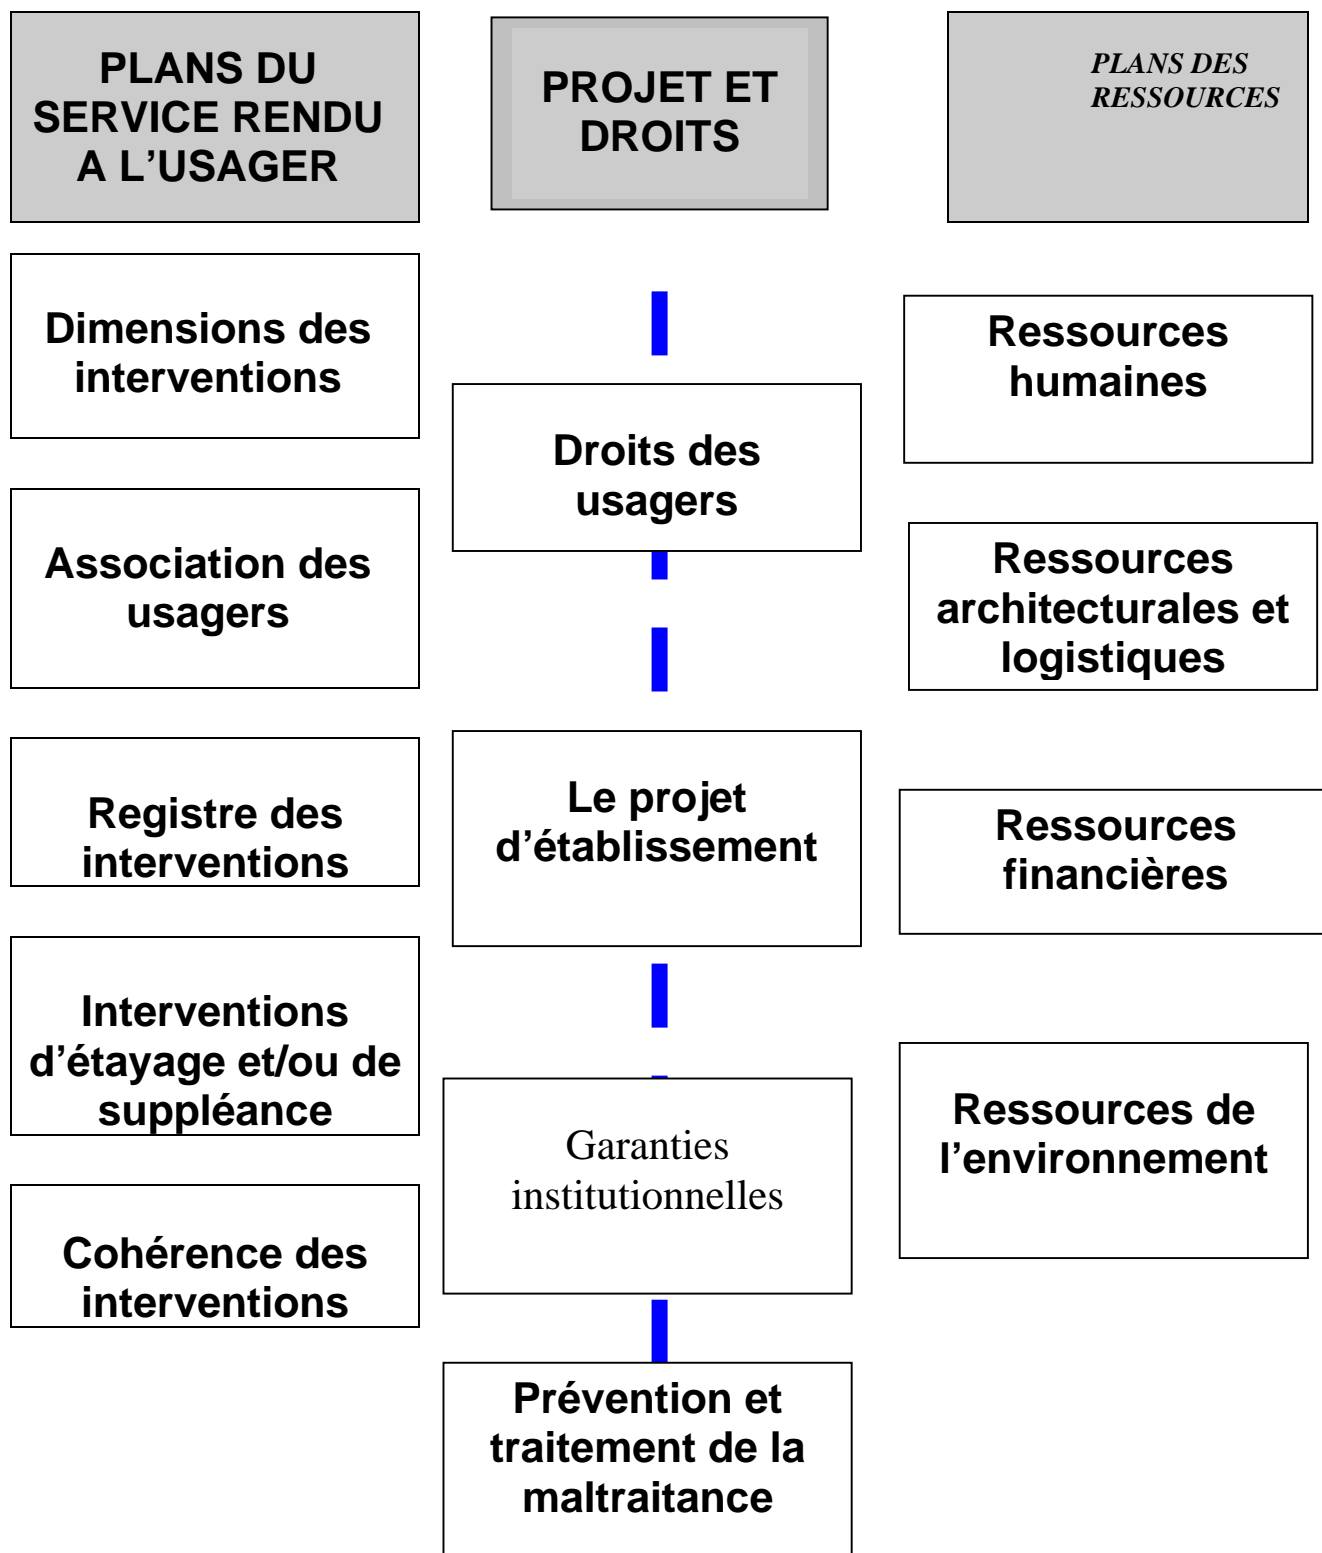 PLANS DU
SERVICE RENDU
A L’USAGER
Dimensions des
interventions
Association des
usagers
Registre des
interventions
Interventions
d’étayage et/ou de
suppléance
Cohérence des
interventions
PROJET ET
DROITS
Droits des
usagers
Le projet
d’établissement
Garanties
institutionnelles
Prévention et
traitement de la
maltraitance
PLANS DES
RESSOURCES
Ressources
humaines
Ressources
architecturales et
logistiques
Ressources
financières
Ressources de
l’environnement